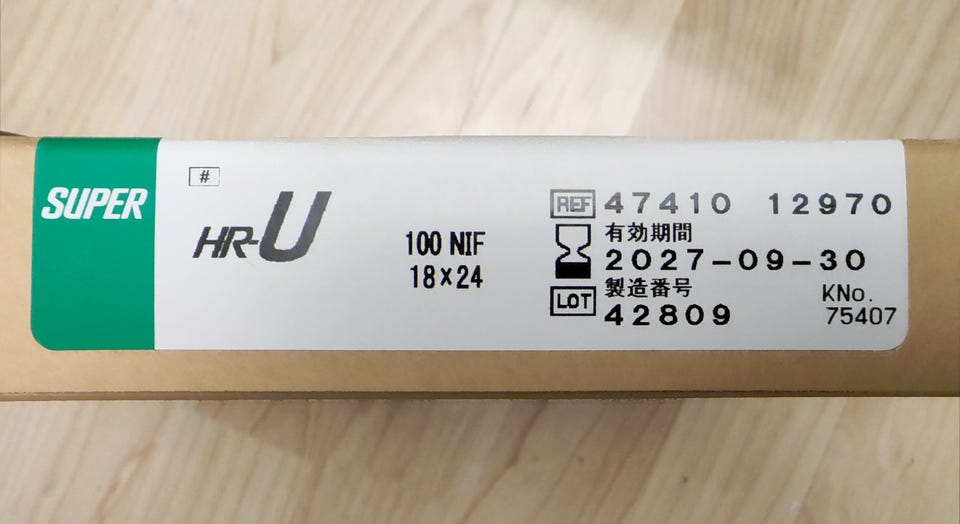 SUPER
#
HR-U
100 NIF
18×24
REF 47410 12970
有効期間
2027-09-30
製造番号
LOT 42809
KNo.
75407